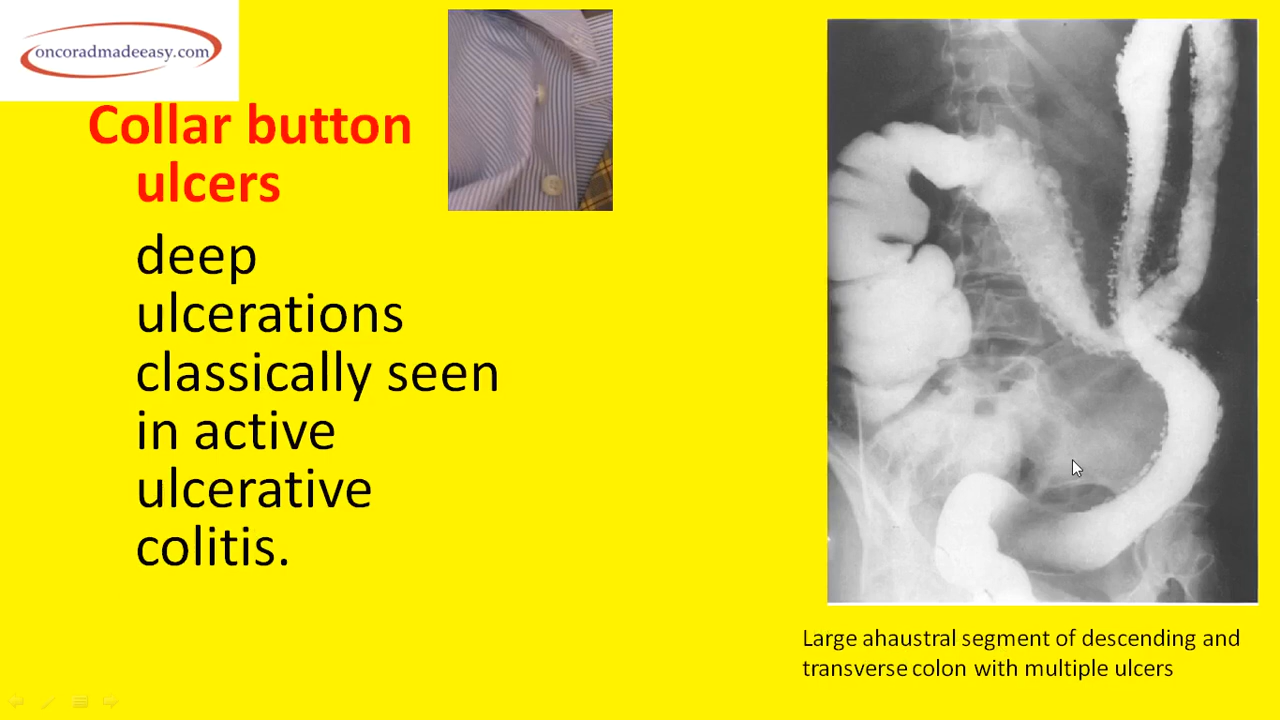 oncoradmadeeasy.com
Collar button
ulcers
deep
ulcerations
classically seen
in active
ulcerative
colitis.
Large ahaustral segment of descending and
transverse colon with multiple ulcers